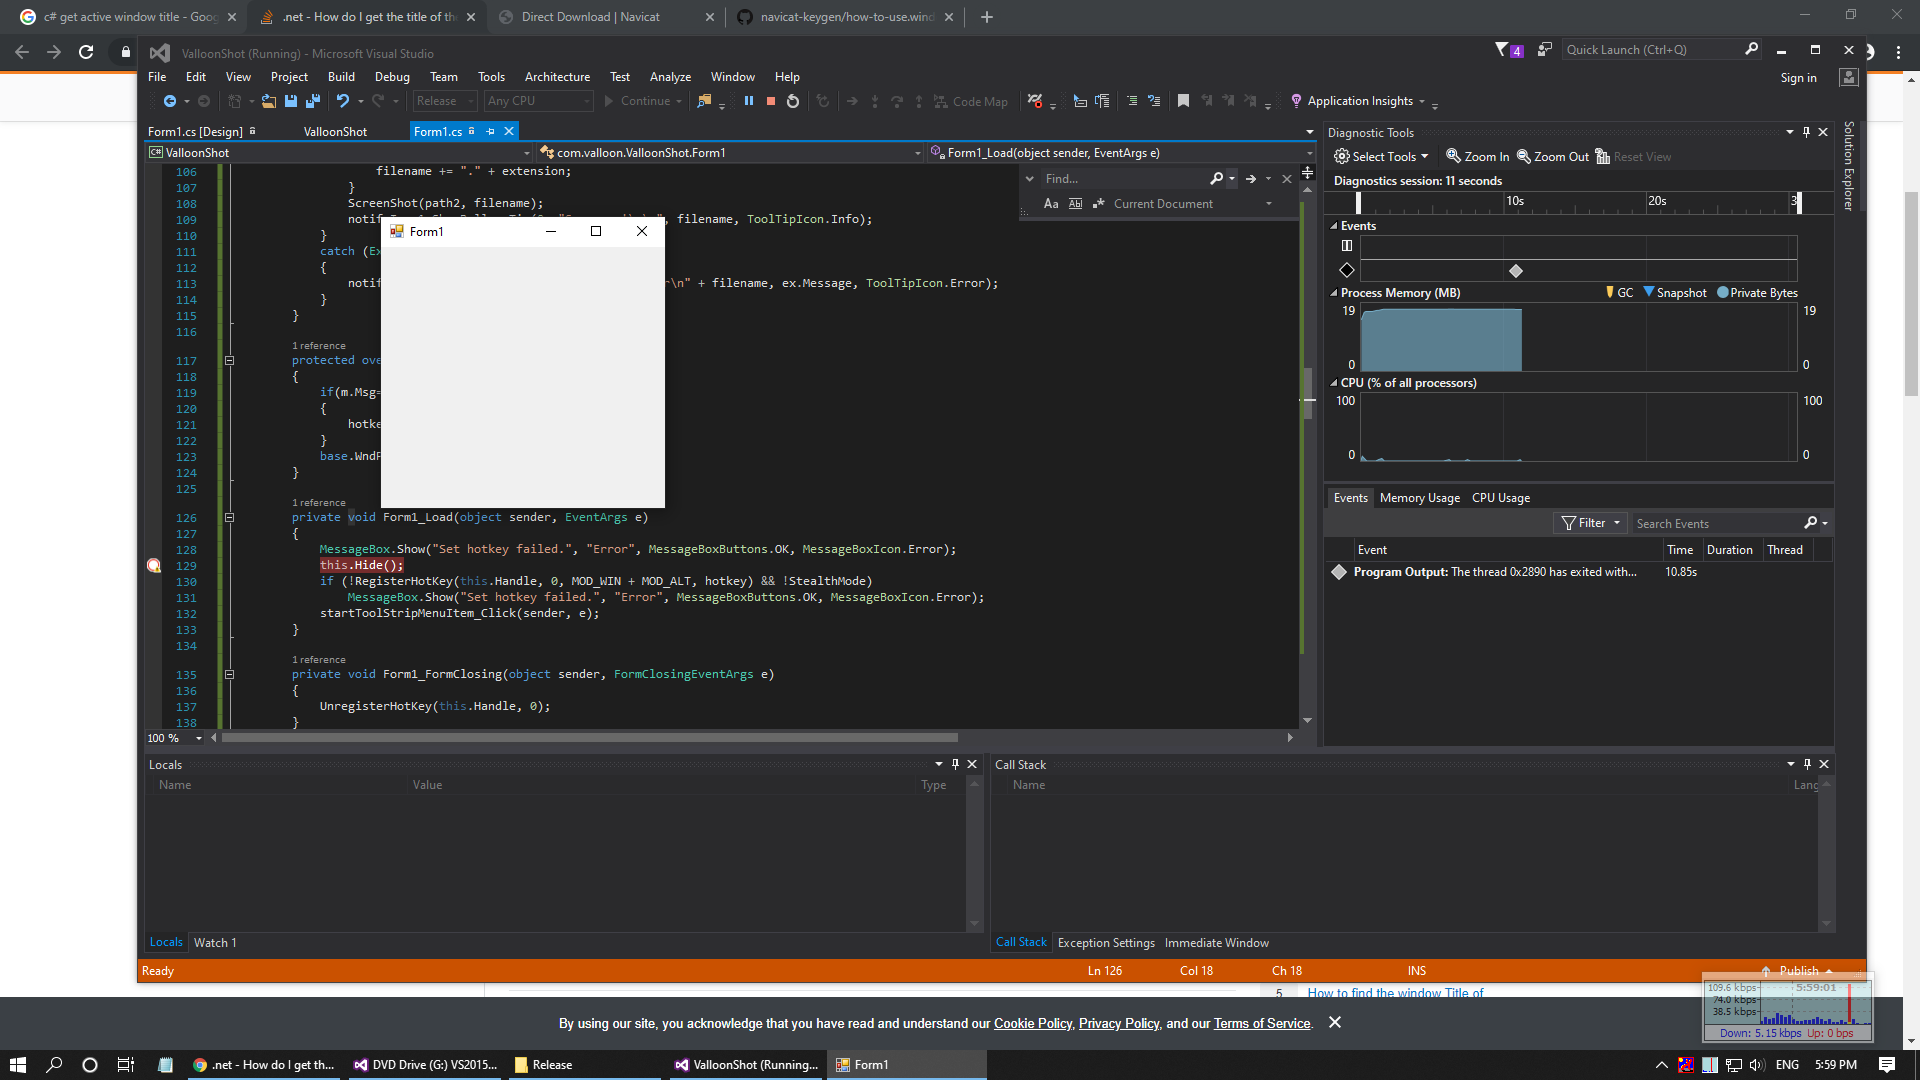 c# get active window title - Goog
.net - How do I get the title of the
Direct Download | Navicat
navicat-keygen/how-to-use.wind
ValloonShot (Running) - Microsoft Visual Studio
4
Quick Launch (Ctrl+Q)
File Edit View Project Build Debug Team Tools Architecture Test Analyze Window Help
Sign in
Release Any CPU Continue Code Map Application Insights
Form1.cs [Design] ValloonShot Form1.cs
ValloonShot com.valloon.ValloonShot.Form1 Form1_Load(object sender, EventArgs e)
106 filename += "." + extension;
107 }
108 ScreenShot(path2, filename);
109 filename, ToolTipIcon.Info);
110 }
111 catch (Ex
112 {
113 notif r\n" + filename, ex.Message, ToolTipIcon.Error);
114 }
115 }
116
1 reference
117 protected ove
118 {
119 if(m.Msg=
120 {
121 hotke
122 }
123 base.WndP
124 }
125
1 reference
126 private void Form1_Load(object sender, EventArgs e)
127 {
128 MessageBox.Show("Set hotkey failed.", "Error", MessageBoxButtons.OK, MessageBoxIcon.Error);
129 this.Hide();
130 if (!RegisterHotKey(this.Handle, 0, MOD_WIN + MOD_ALT, hotkey) && !StealthMode)
131 MessageBox.Show("Set hotkey failed.", "Error", MessageBoxButtons.OK, MessageBoxIcon.Error);
132 startToolStripMenuItem_Click(sender, e);
133 }
134
1 reference
135 private void Form1_FormClosing(object sender, FormClosingEventArgs e)
136 {
137 UnregisterHotKey(this.Handle, 0);
138 }
100 %
Find...
Aa Current Document
Form1
Diagnostic Tools
Select Tools Zoom In Zoom Out Reset View
Diagnostics session: 11 seconds
10s 20s 3
Events
Process Memory (MB) GC Snapshot Private Bytes
19 19
0 0
CPU (% of all processors)
100 100
0 0
Events Memory Usage CPU Usage
Filter Search Events
Event Time Duration Thread
Program Output: The thread 0x2890 has exited with... 10.85s
Solution Explorer
Locals
Name Value Type
Locals Watch 1
Call Stack
Name Lang
Call Stack Exception Settings Immediate Window
Ready Ln 126 Col 18 Ch 18 INS Publish
5 How to find the window Title of
109.6 kbps 5:59:01
74.0 kbps
38.5 kbps
Down: 5.15 kbps Up: 0 bps
By using our site, you acknowledge that you have read and understand our Cookie Policy, Privacy Policy, and our Terms of Service.
.net - How do I get th...
DVD Drive (G:) VS2015...
Release
ValloonShot (Running...
Form1
ENG 5:59 PM